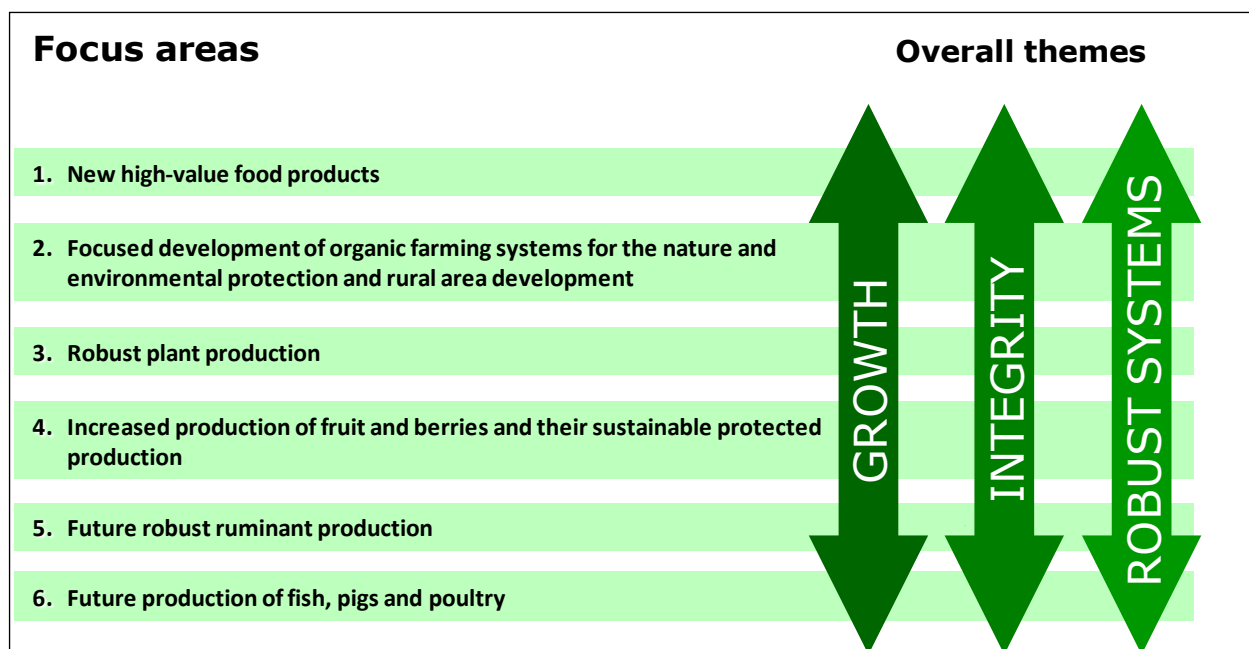 Focus areas
Overall themes
1. New high-value food products
2. Focused development of organic farming systems for the nature and
environmental protection and rural area development
3. Robust plant production
4. Increased production of fruit and berries and their sustainable protected
production
5. Future robust ruminant production
6. Future production of fish, pigs and poultry
GROWTH
INTEGRITY
ROBUST SYSTEMS